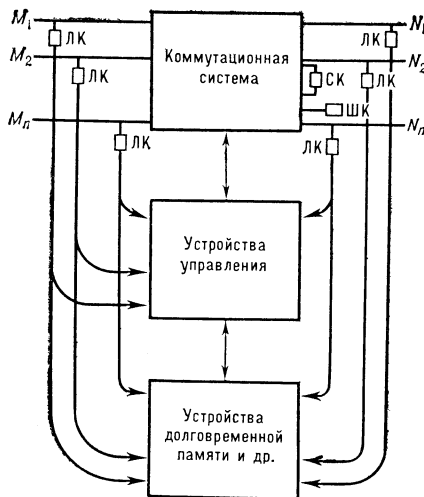 M₁ ЛК Коммутационная система ЛК N₁
M₂ ЛК СК ЛК N₂
ШК
Mₙ ЛК ЛК Nₙ
Устройства
управления
Устройства
долговременной
памяти и др.